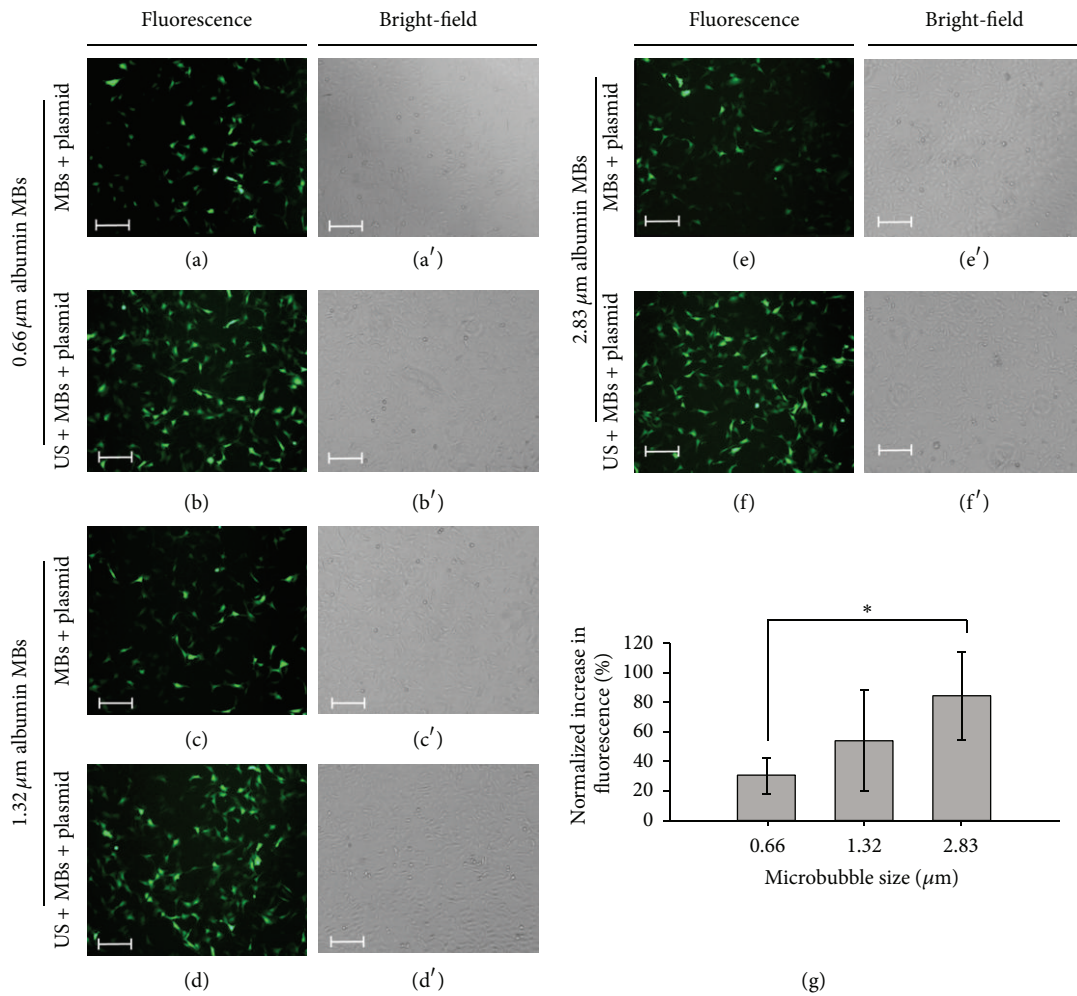 Fluorescence
Bright-field
0.66 μm albumin MBs
MBs + plasmid
(a)
(a′)
US + MBs + plasmid
(b)
(b′)
1.32 μm albumin MBs
MBs + plasmid
(c)
(c′)
US + MBs + plasmid
(d)
(d′)
Fluorescence
Bright-field
2.83 μm albumin MBs
MBs + plasmid
(e)
(e′)
US + MBs + plasmid
(f)
(f′)
Normalized increase in
fluorescence (%)
*
120
100
80
60
40
20
0
0.66
1.32
2.83
Microbubble size (μm)
(g)